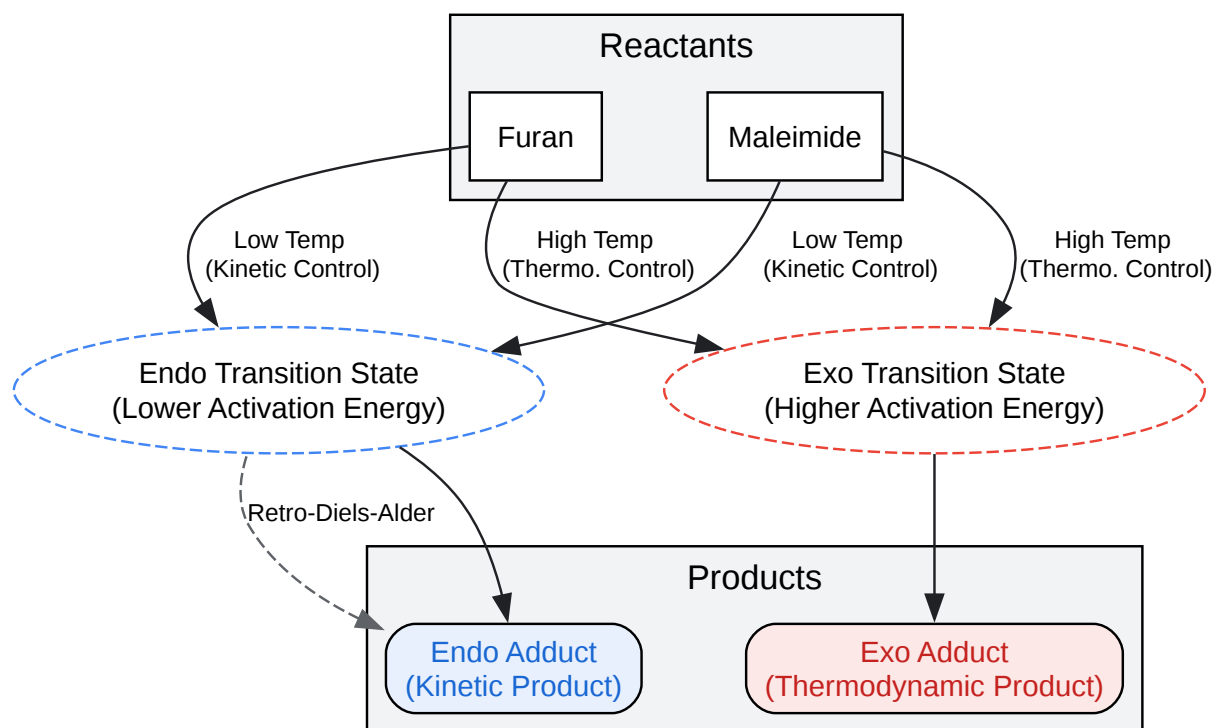 Reactants
Furan
Maleimide
Low Temp
(Kinetic Control)
High Temp
(Thermo. Control)
Low Temp
(Kinetic Control)
High Temp
(Thermo. Control)
Endo Transition State
(Lower Activation Energy)
Exo Transition State
(Higher Activation Energy)
Retro-Diels-Alder
Products
Endo Adduct
(Kinetic Product)
Exo Adduct
(Thermodynamic Product)